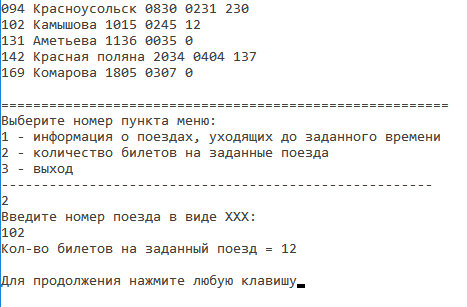 094 Красноусольск 0830 0231 230
102 Камышова 1015 0245 12
131 Аметьева 1136 0035 0
142 Красная поляна 2034 0404 137
169 Комарова 1805 0307 0
========================================================
Выберите номер пункта меню:
1 - информация о поездах, уходящих до заданного времени
2 - количество билетов на заданные поезда
3 - выход
------------------------------------------------------
2
Введите номер поезда в виде XXX:
102
Кол-во билетов на заданный поезд = 12
Для продолжения нажмите любую клавишу